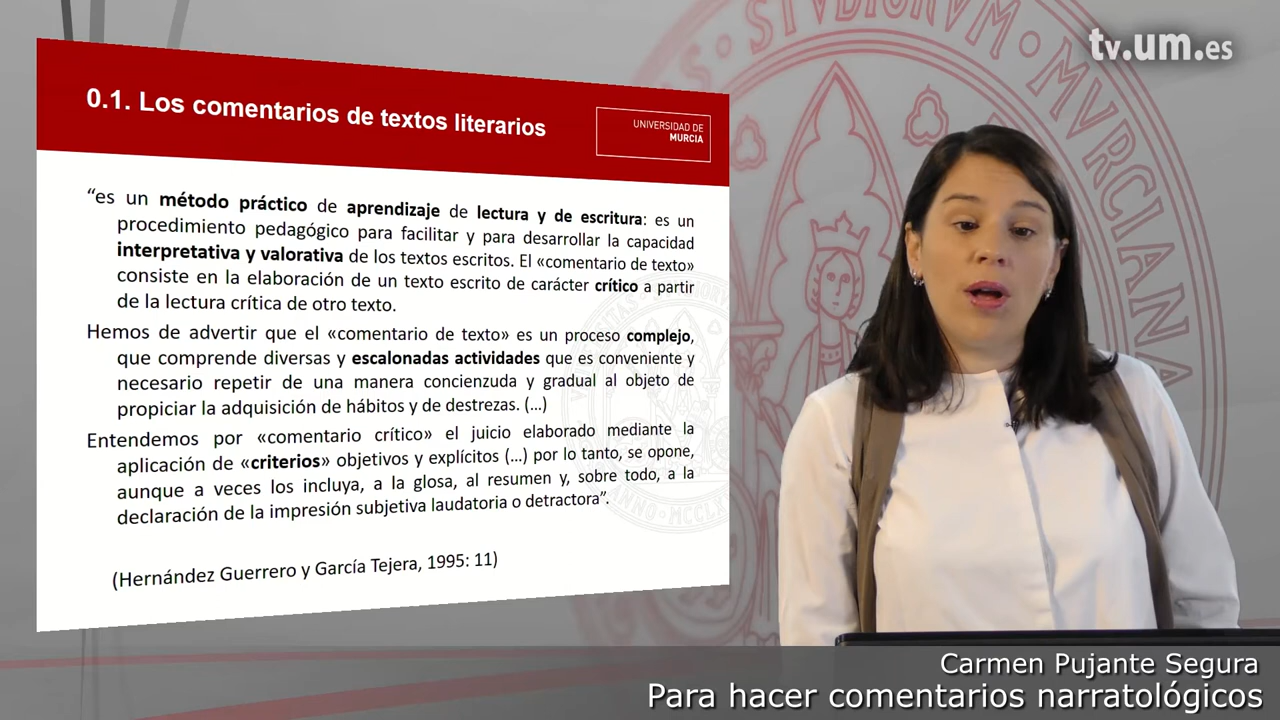 tv.um.es
0.1. Los comentarios de textos literarios
UNIVERSIDAD DE
MURCIA
“es un método práctico de aprendizaje de lectura y de escritura: es un
procedimiento pedagógico para facilitar y para desarrollar la capacidad
interpretativa y valorativa de los textos escritos. El «comentario de texto»
consiste en la elaboración de un texto escrito de carácter crítico a partir
de la lectura crítica de otro texto.
Hemos de advertir que el «comentario de texto» es un proceso complejo,
que comprende diversas y escalonadas actividades que es conveniente y
necesario repetir de una manera concienzuda y gradual al objeto de
propiciar la adquisición de hábitos y de destrezas. (...)
Entendemos por «comentario crítico» el juicio elaborado mediante la
aplicación de «criterios» objetivos y explícitos (...) por lo tanto, se opone,
aunque a veces los incluya, a la glosa, al resumen y, sobre todo, a la
declaración de la impresión subjetiva laudatoria o detractora”.
(Hernández Guerrero y García Tejera, 1995: 11)
Carmen Pujante Segura
Para hacer comentarios narratológicos